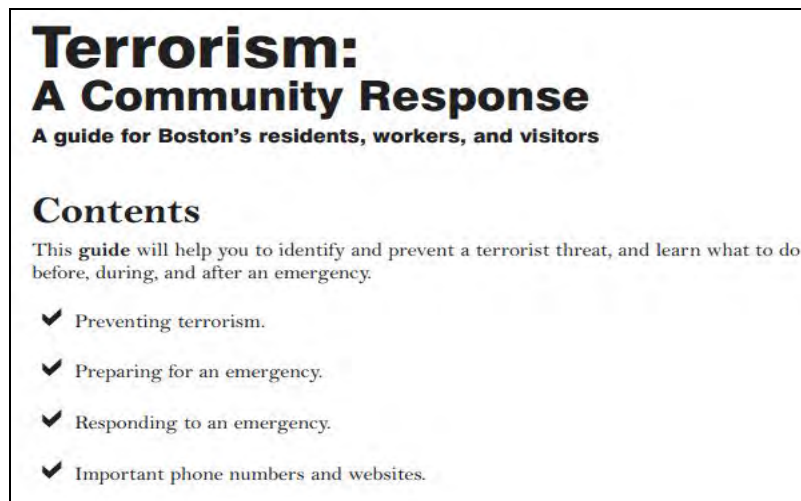 Terrorism:
A Community Response
A guide for Boston's residents, workers, and visitors
Contents
This guide will help you to identify and prevent a terrorist threat, and learn what to do
before, during, and after an emergency.
✔ Preventing terrorism.
✔ Preparing for an emergency.
✔ Responding to an emergency.
✔ Important phone numbers and websites.